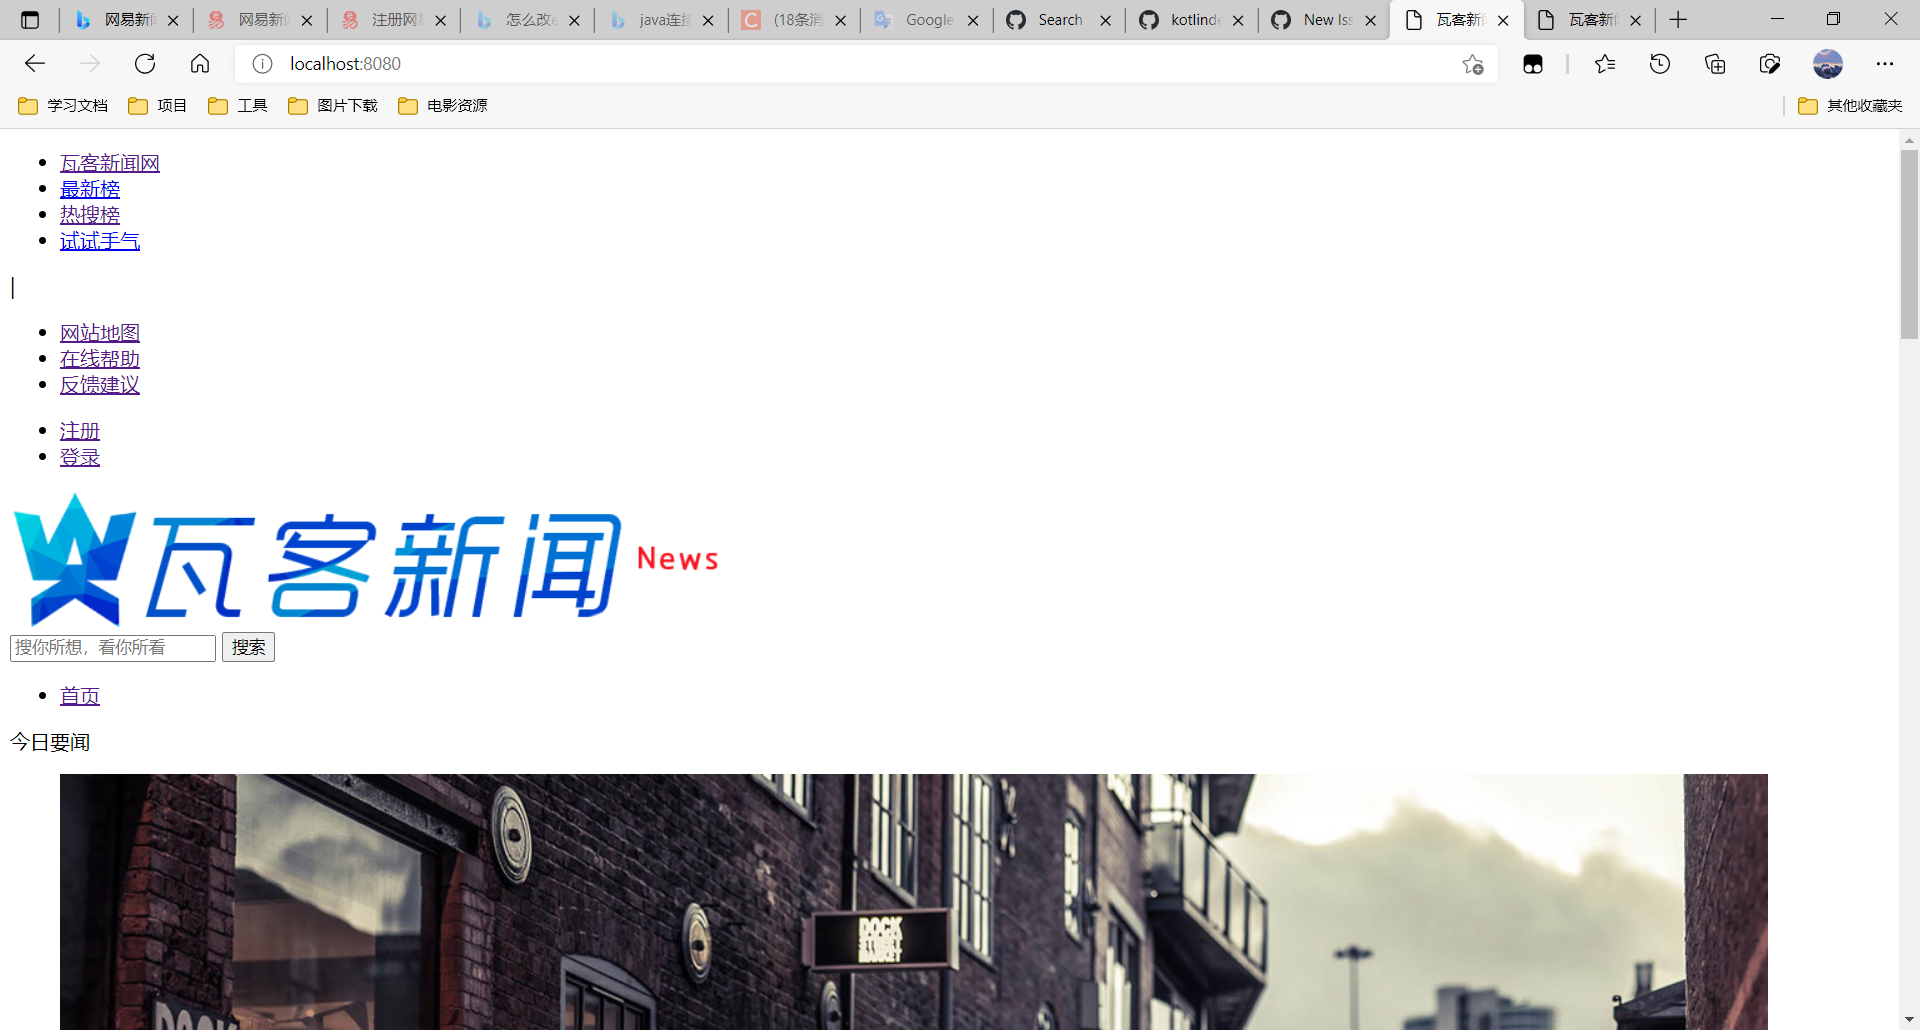 网易新
网易新
注册网
怎么改
java连接
(18条消
Google
Search
kotlinde
New Iss
瓦客新
瓦客新
localhost:8080
学习文档
项目
工具
图片下载
电影资源
其他收藏夹
瓦客新闻网
最新榜
热搜榜
试试手气
|
网站地图
在线帮助
反馈建议
注册
登录
瓦客新闻 News
搜你所想，看你所看 搜索
首页
今日要闻
DOCK
STREET
MARKET
DOCK